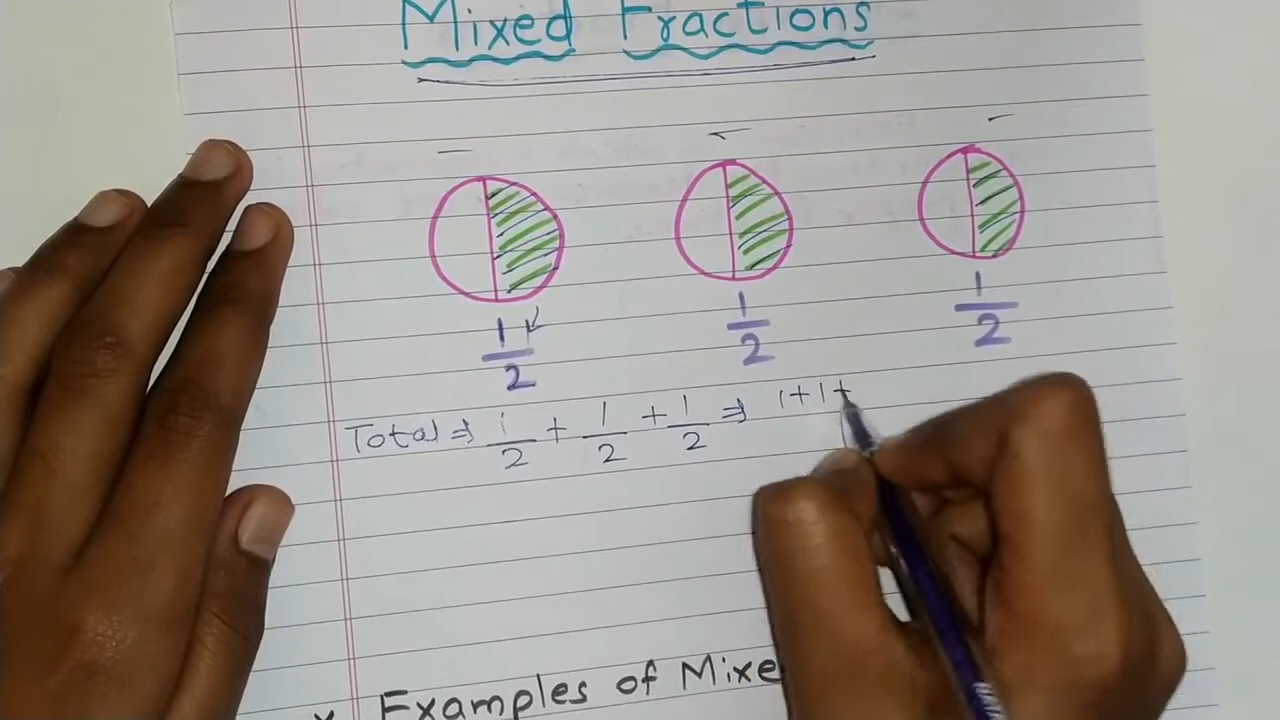 Mixed Fractions
1/2 1/2 1/2
Total ⇒ 1/2 + 1/2 + 1/2 ⇒ 1+1+
Examples of Mixe